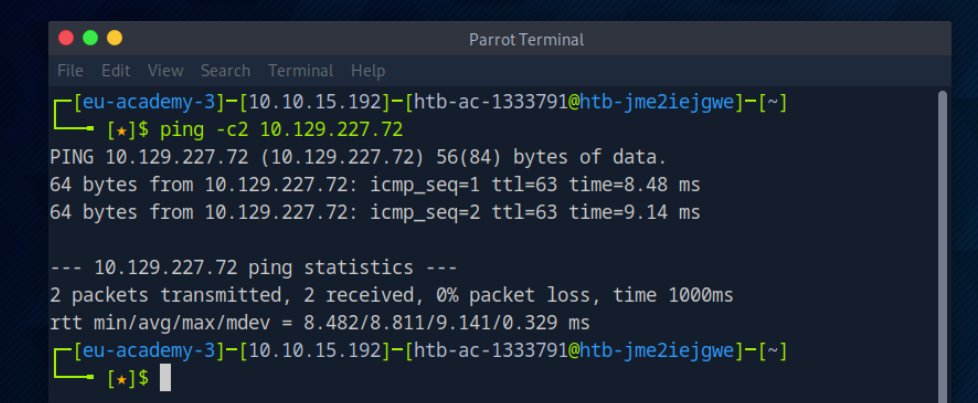 Parrot Terminal
File Edit View Search Terminal Help
┌─[eu-academy-3]─[10.10.15.192]─[htb-ac-1333791@htb-jme2iejgwe]─[~]
└──╼ [★]$ ping -c2 10.129.227.72
PING 10.129.227.72 (10.129.227.72) 56(84) bytes of data.
64 bytes from 10.129.227.72: icmp_seq=1 ttl=63 time=8.48 ms
64 bytes from 10.129.227.72: icmp_seq=2 ttl=63 time=9.14 ms
--- 10.129.227.72 ping statistics ---
2 packets transmitted, 2 received, 0% packet loss, time 1000ms
rtt min/avg/max/mdev = 8.482/8.811/9.141/0.329 ms
┌─[eu-academy-3]─[10.10.15.192]─[htb-ac-1333791@htb-jme2iejgwe]─[~]
└──╼ [★]$